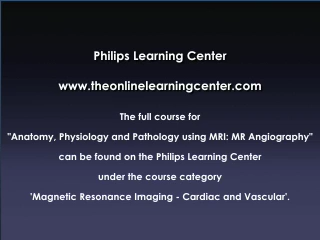 Philips Learning Center
www.theonlinelearningcenter.com
The full course for
"Anatomy, Physiology and Pathology using MRI: MR Angiography"
can be found on the Philips Learning Center
under the course category
'Magnetic Resonance Imaging - Cardiac and Vascular'.